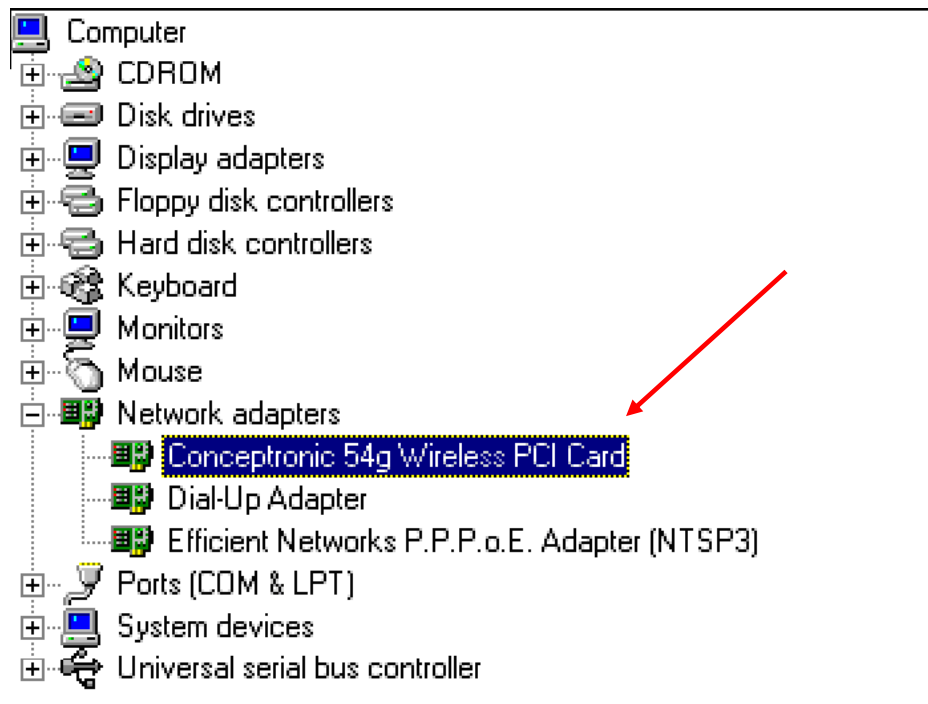 Computer
CDROM
Disk drives
Display adapters
Floppy disk controllers
Hard disk controllers
Keyboard
Monitors
Mouse
Network adapters
Conceptronic 54g Wireless PCI Card
Dial-Up Adapter
Efficient Networks P.P.P.o.E. Adapter (NTSP3)
Ports (COM & LPT)
System devices
Universal serial bus controller